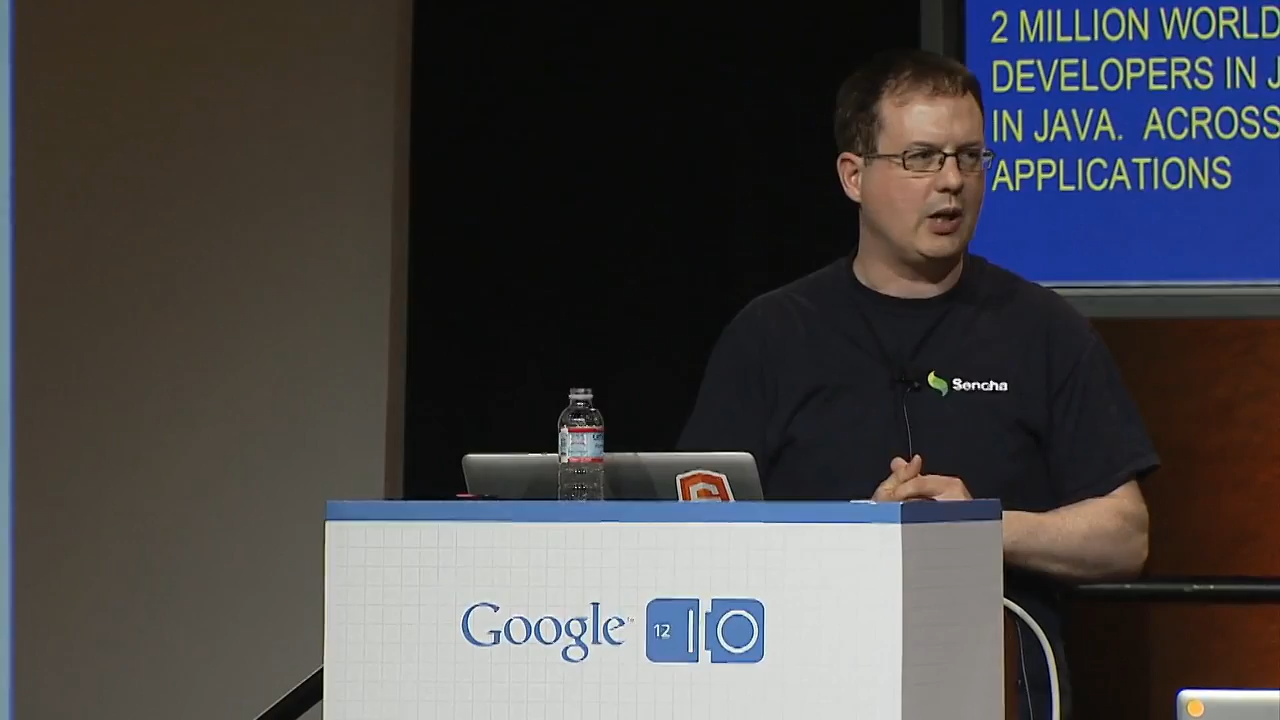 2 MILLION WORLD
DEVELOPERS IN J
IN JAVA.  ACROSS
APPLICATIONS
Sencha
Google
12